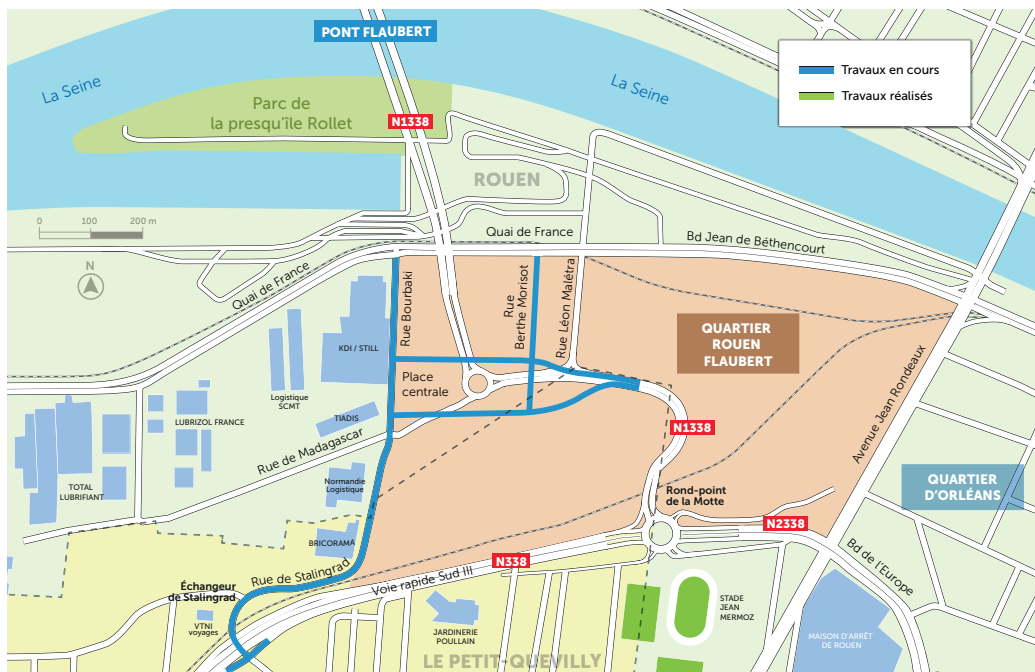 PONT FLAUBERT
Travaux en cours
Travaux réalisés
La Seine
La Seine
Parc de
la presqu'île Rollet
N1338
ROUEN
0 100 200 m
Quai de France
Bd Jean de Béthencourt
N
Quai de France
Rue Bourbaki
Rue
Berthe Morisot
Rue Léon Malétra
QUARTIER
ROUEN
FLAUBERT
KDI / STILL
Place
centrale
Avenue Jean Rondeaux
Logistique
SCMT
TIADIS
LUBRIZOL FRANCE
N1338
Rue de Madagascar
TOTAL
LUBRIFIANT
Normandie
Logistique
Rond-point
de la Motte
QUARTIER
D'ORLÉANS
N2338
BRICORAMA
N338
Bd de l'Europe
Rue de Stalingrad
Voie rapide Sud III
Échangeur
de Stalingrad
VTNI
voyages
JARDINERIE
POULLAIN
STADE
JEAN
MERMOZ
MAISON D'ARRÊT
DE ROUEN
LE PETIT-QUEVILLY